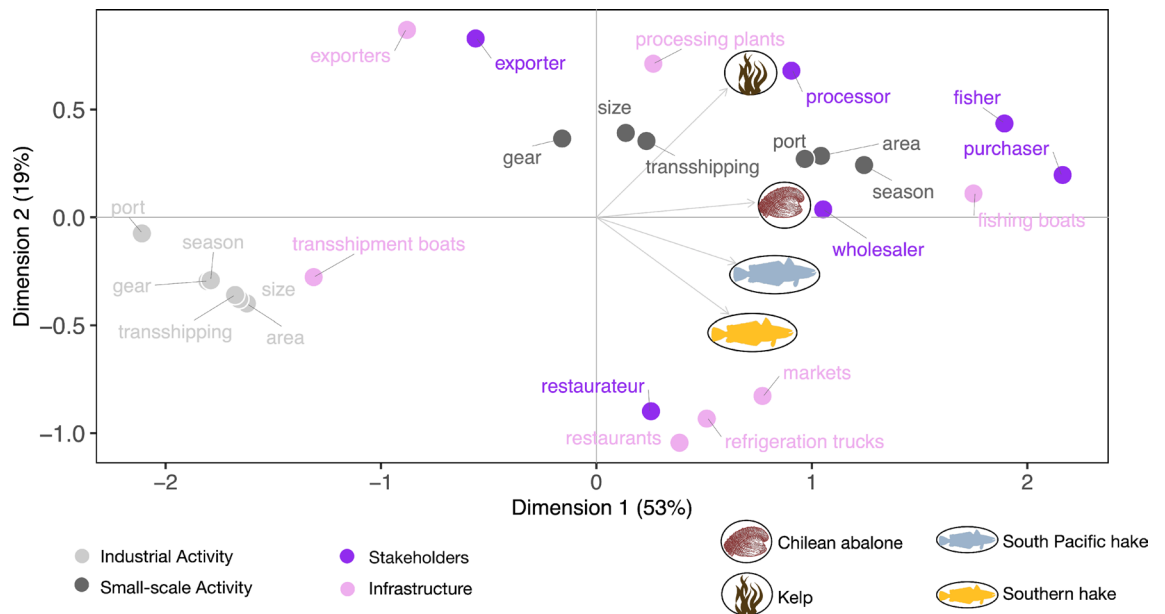 exporters
exporter
processing plants
processor
fisher
size
gear
transshipping
port
area
purchaser
season
fishing boats
wholesaler
port
season
transshipment boats
gear
size
transshipping
area
restaurateur
markets
restaurants
refrigeration trucks
0.5
0.0
−0.5
−1.0
Dimension 2 (19%)
−2
−1
0
1
2
Dimension 1 (53%)
Industrial Activity
Small-scale Activity
Stakeholders
Infrastructure
Chilean abalone
Kelp
South Pacific hake
Southern hake